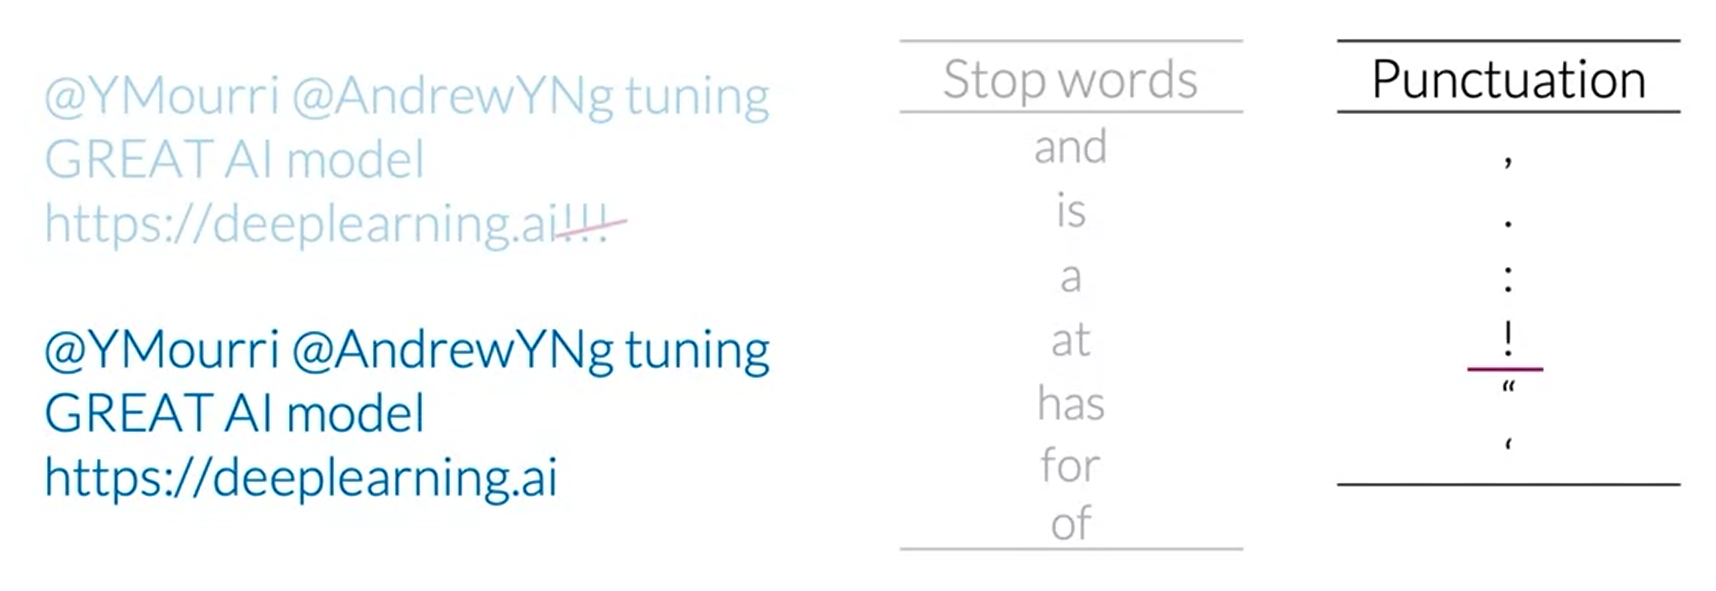 @YMourri @AndrewYNg tuning
GREAT AI model
https://deeplearning.ai!!!
@YMourri @AndrewYNg tuning
GREAT AI model
https://deeplearning.ai
Stop words
and
is
a
at
has
for
of
Punctuation
,
.
:
!
“
‘